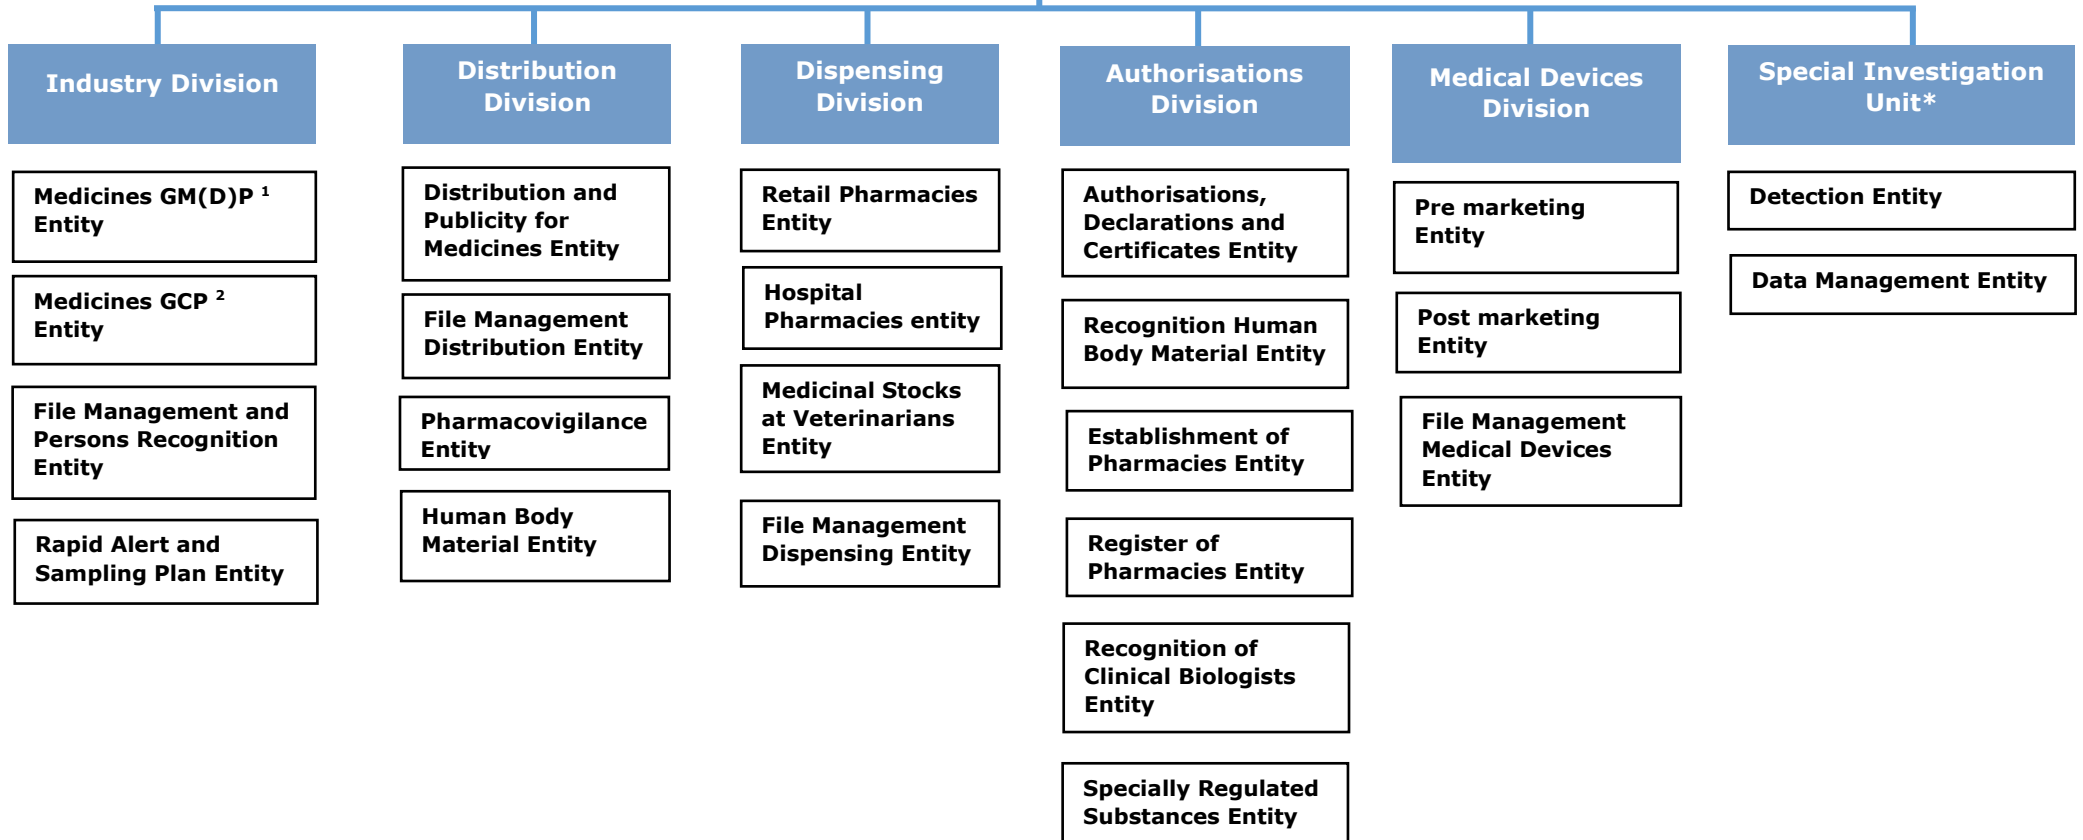 Industry Division
Medicines GM(D)P 1
Entity
Medicines GCP 2
Entity
File Management and
Persons Recognition
Entity
Rapid Alert and
Sampling Plan Entity
Distribution
Division
Distribution and
Publicity for
Medicines Entity
File Management
Distribution Entity
Pharmacovigilance
Entity
Human Body
Material Entity
Dispensing
Division
Retail Pharmacies
Entity
Hospital
Pharmacies entity
Medicinal Stocks
at Veterinarians
Entity
File Management
Dispensing Entity
Authorisations
Division
Authorisations,
Declarations and
Certificates Entity
Recognition Human
Body Material Entity
Establishment of
Pharmacies Entity
Register of
Pharmacies Entity
Recognition of
Clinical Biologists
Entity
Specially Regulated
Substances Entity
Medical Devices
Division
Pre marketing
Entity
Post marketing
Entity
File Management
Medical Devices
Entity
Special Investigation
Unit*
Detection Entity
Data Management Entity